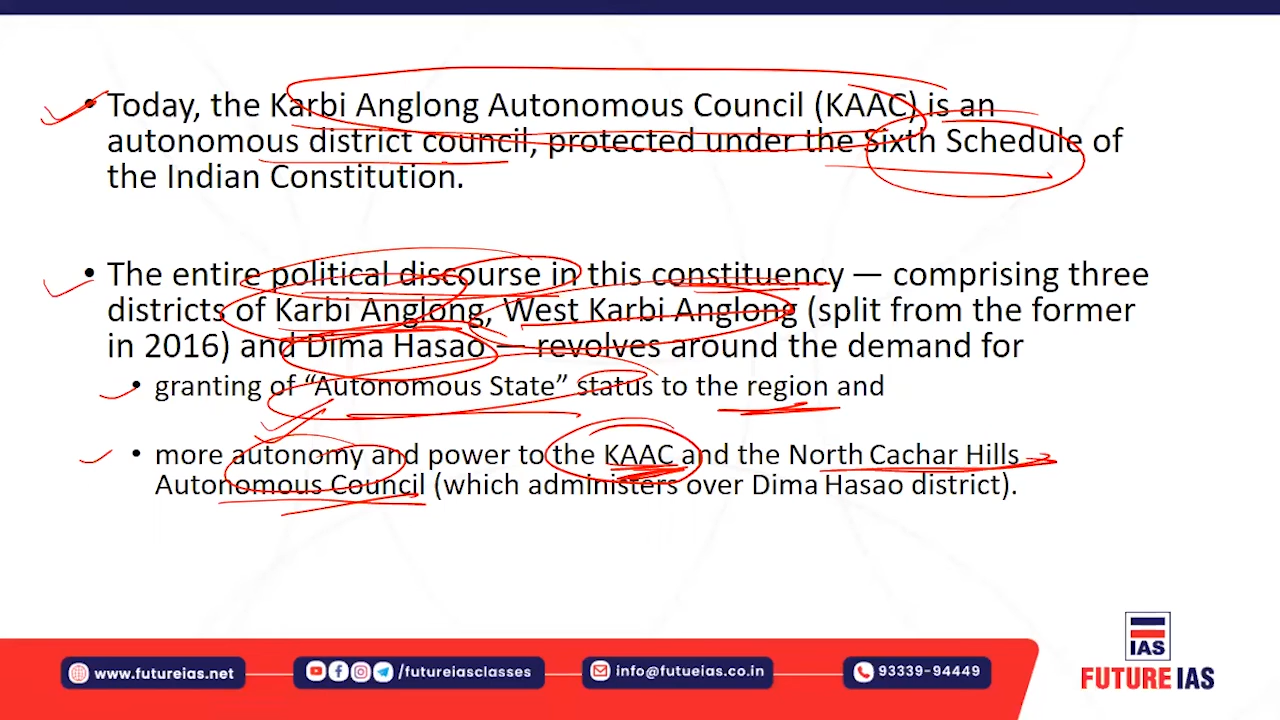 • Today, the Karbi Anglong Autonomous Council (KAAC) is an
autonomous district council, protected under the Sixth Schedule of
the Indian Constitution.
• The entire political discourse in this constituency — comprising three
districts of Karbi Anglong, West Karbi Anglong (split from the former
in 2016) and Dima Hasao — revolves around the demand for
• granting of “Autonomous State” status to the region and
• more autonomy and power to the KAAC and the North Cachar Hills
Autonomous Council (which administers over Dima Hasao district).
www.futureias.net
/futureiasclasses
info@futueias.co.in
93339-94449
IAS
FUTURE IAS